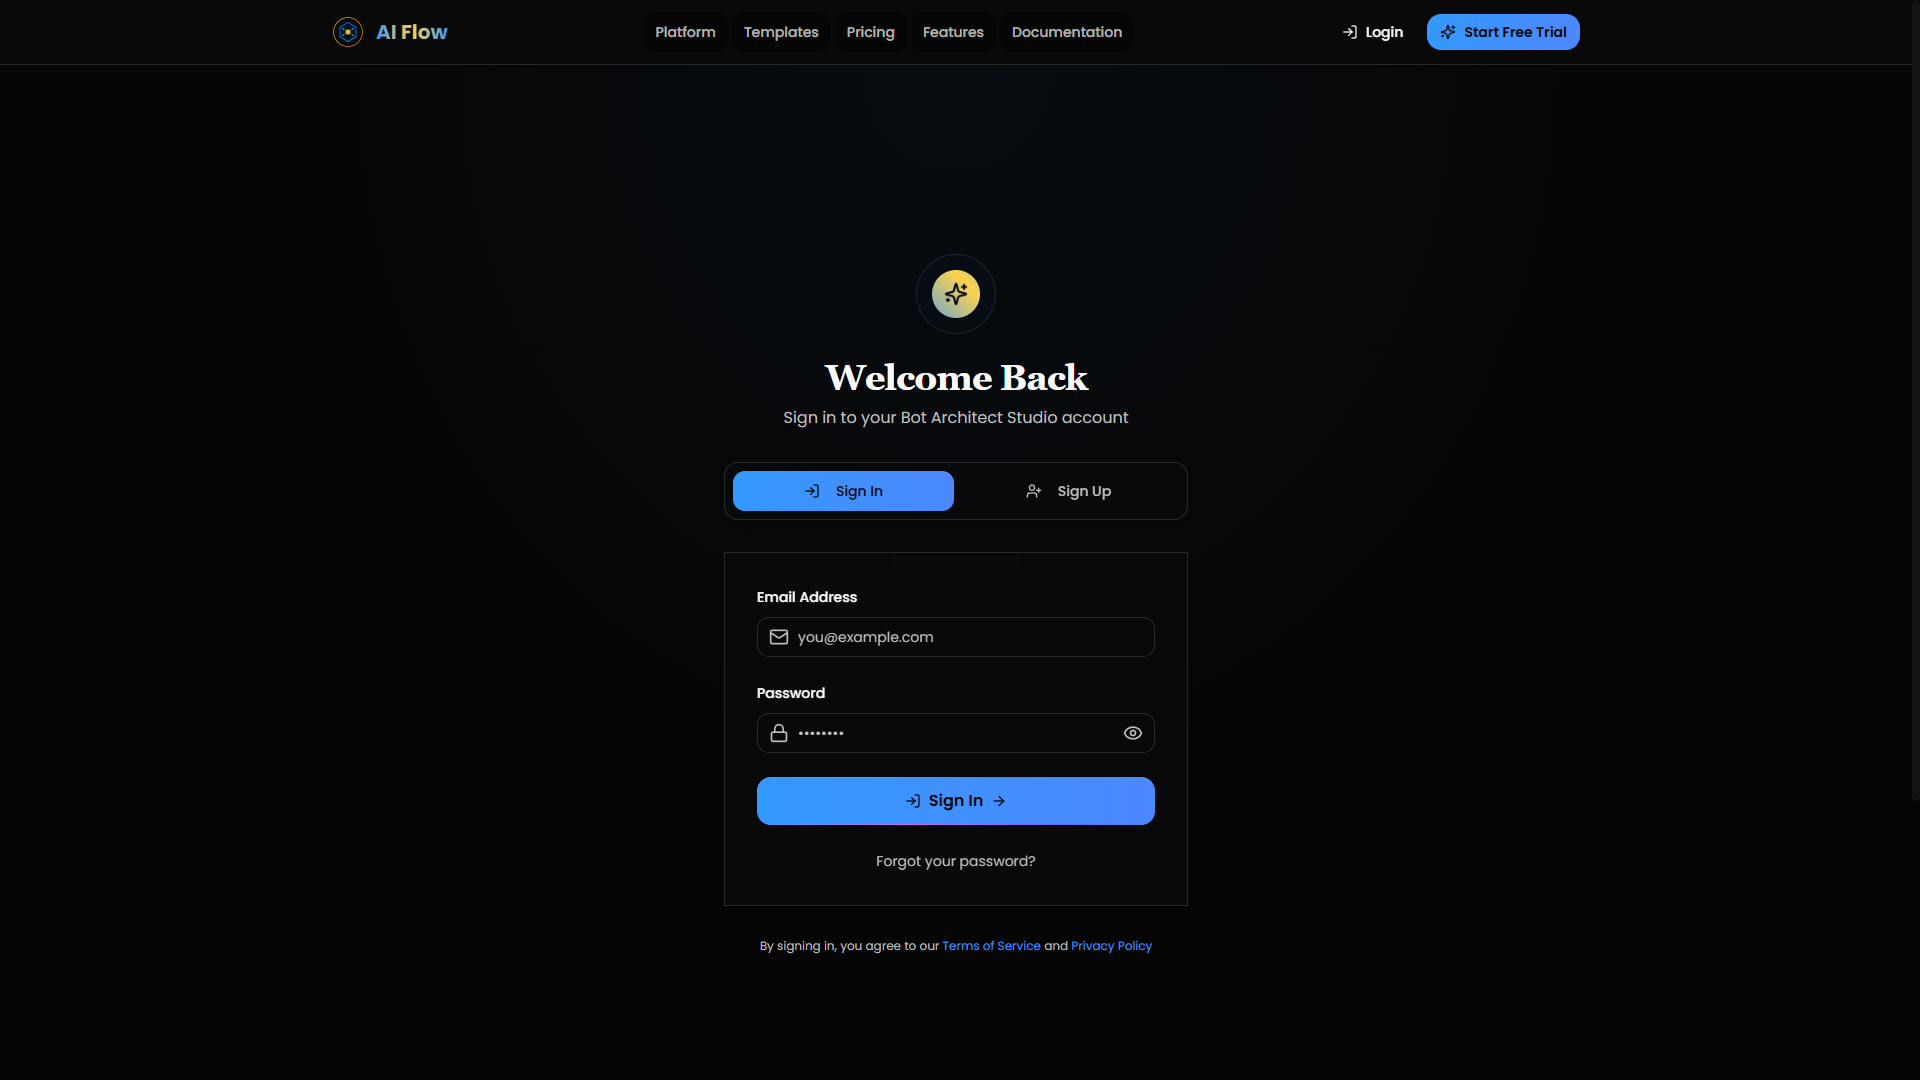 AI Flow
Platform
Templates
Pricing
Features
Documentation
Login
Start Free Trial
Welcome Back
Sign in to your Bot Architect Studio account
Sign In
Sign Up
Email Address
you@example.com
Password
••••••••
Sign In
Forgot your password?
By signing in, you agree to our Terms of Service and Privacy Policy